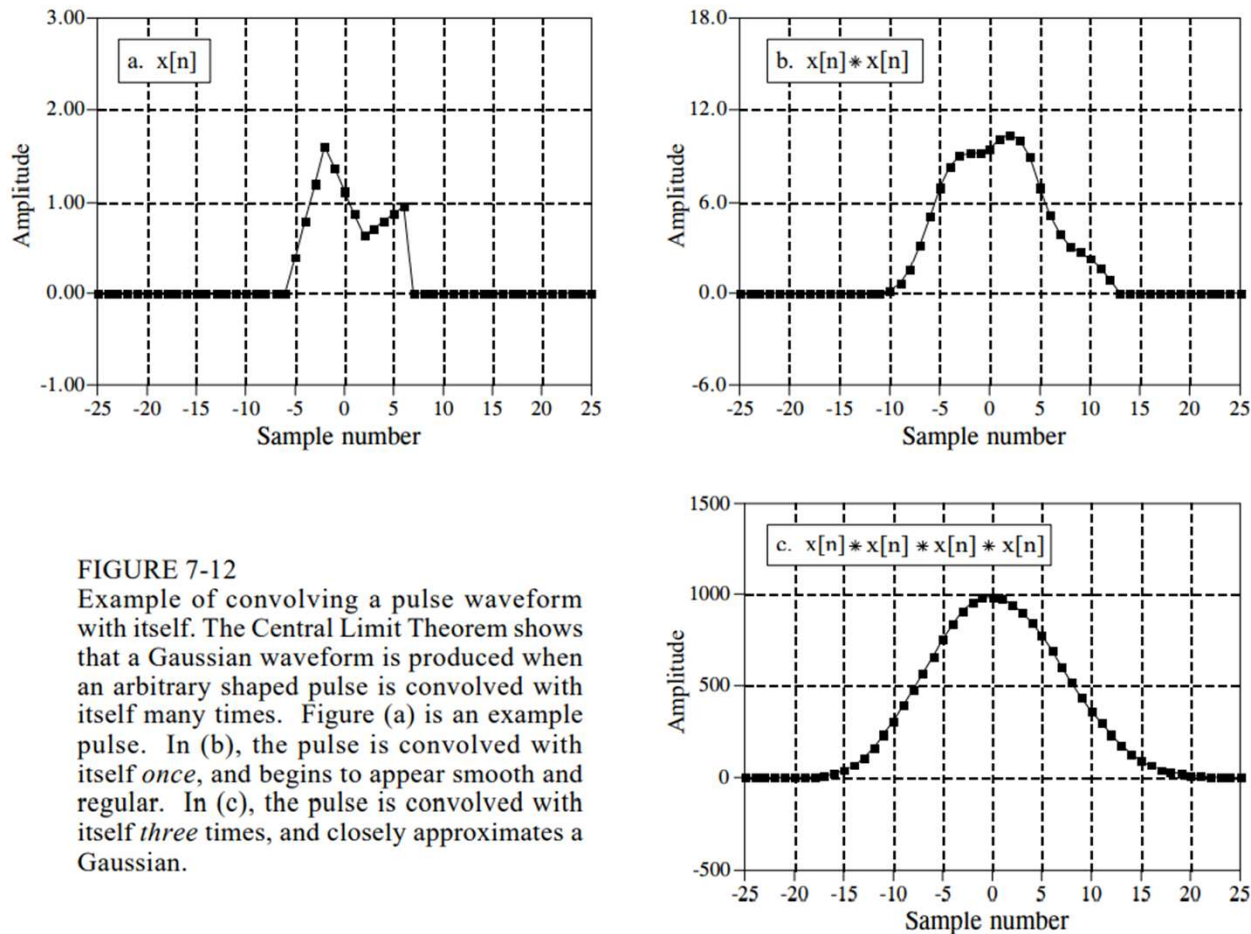 3.00
2.00
1.00
0.00
-1.00
Amplitude
a. x[n]
-25 -20 -15 -10 -5 0 5 10 15 20 25
Sample number
18.0
12.0
6.0
0.0
-6.0
Amplitude
b. x[n]∗x[n]
-25 -20 -15 -10 -5 0 5 10 15 20 25
Sample number
FIGURE 7-12
Example of convolving a pulse waveform
with itself. The Central Limit Theorem shows
that a Gaussian waveform is produced when
an arbitrary shaped pulse is convolved with
itself many times. Figure (a) is an example
pulse. In (b), the pulse is convolved with
itself once, and begins to appear smooth and
regular. In (c), the pulse is convolved with
itself three times, and closely approximates a
Gaussian.
1500
1000
500
0
-500
Amplitude
c. x[n]∗x[n] ∗x[n] ∗x[n]
-25 -20 -15 -10 -5 0 5 10 15 20 25
Sample number